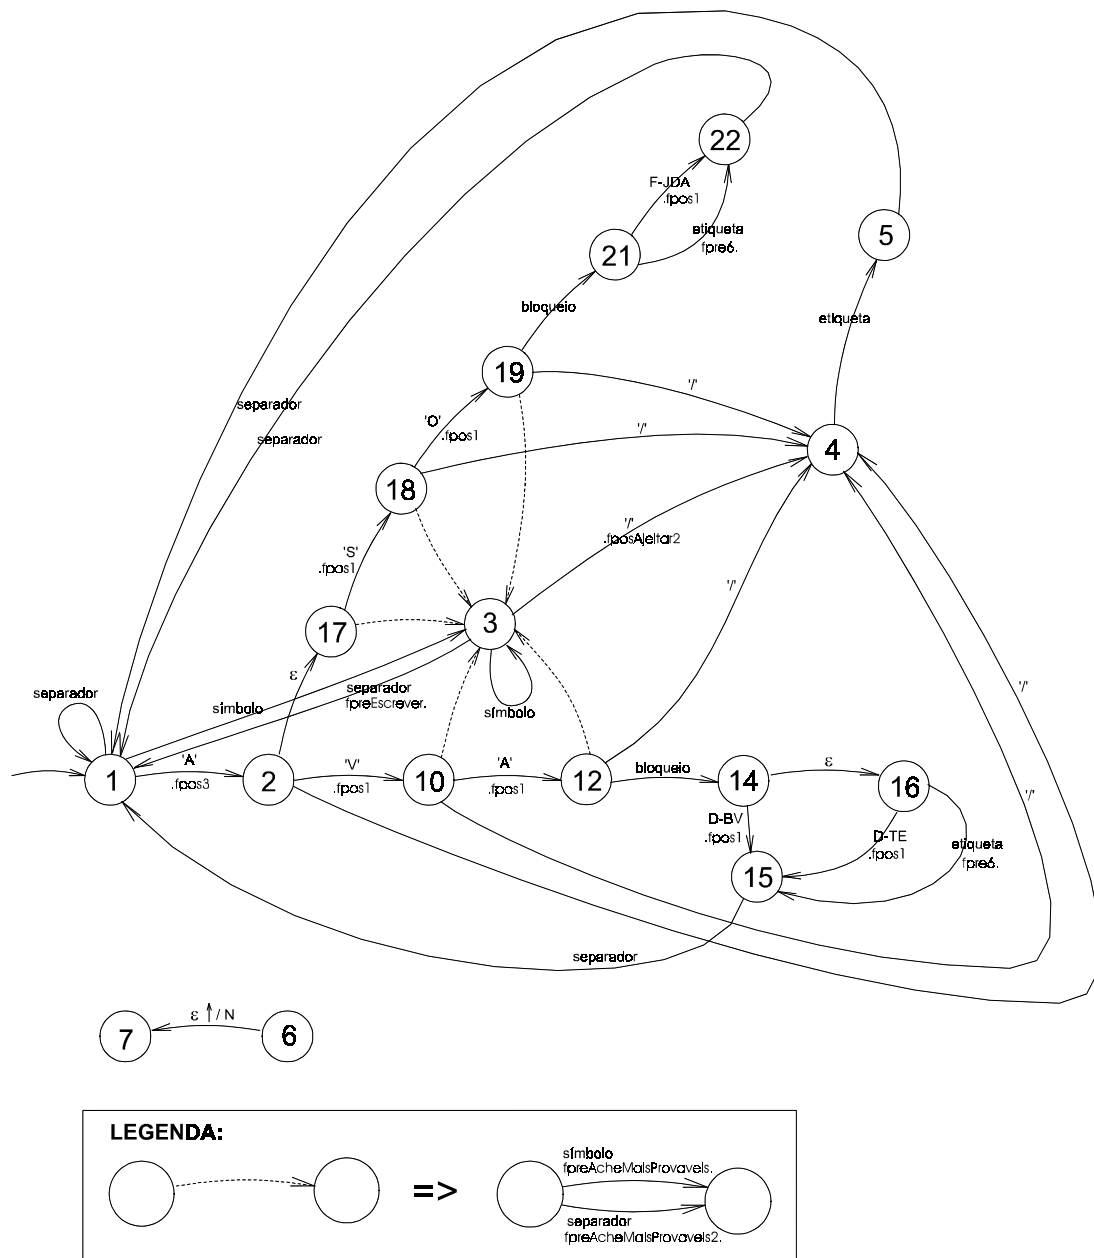 22
F-JDA
.fpos1
etiqueta
fpre6.
5
21
bloqueio
etiqueta
19
'/'
separador
'O'
.fpos1
separador
'/'
4
18
'/'
.fposAjeitar2
'S'
.fpos1
'/'
17
3
ε
separador
fpreEscrever.
separador
símbolo
símbolo
'/'
1
'A'
.fpos3
2
'V'
.fpos1
10
'A'
.fpos1
12
bloqueio
14
ε
16
'/'
D-BV
.fpos1
D-TE
.fpos1
etiqueta
fpre6.
15
separador
7
ε ↑ / N
6
LEGENDA:
=>
símbolo
fpreAcheMaisProvaveis.
separador
fpreAcheMaisProvaveis2.